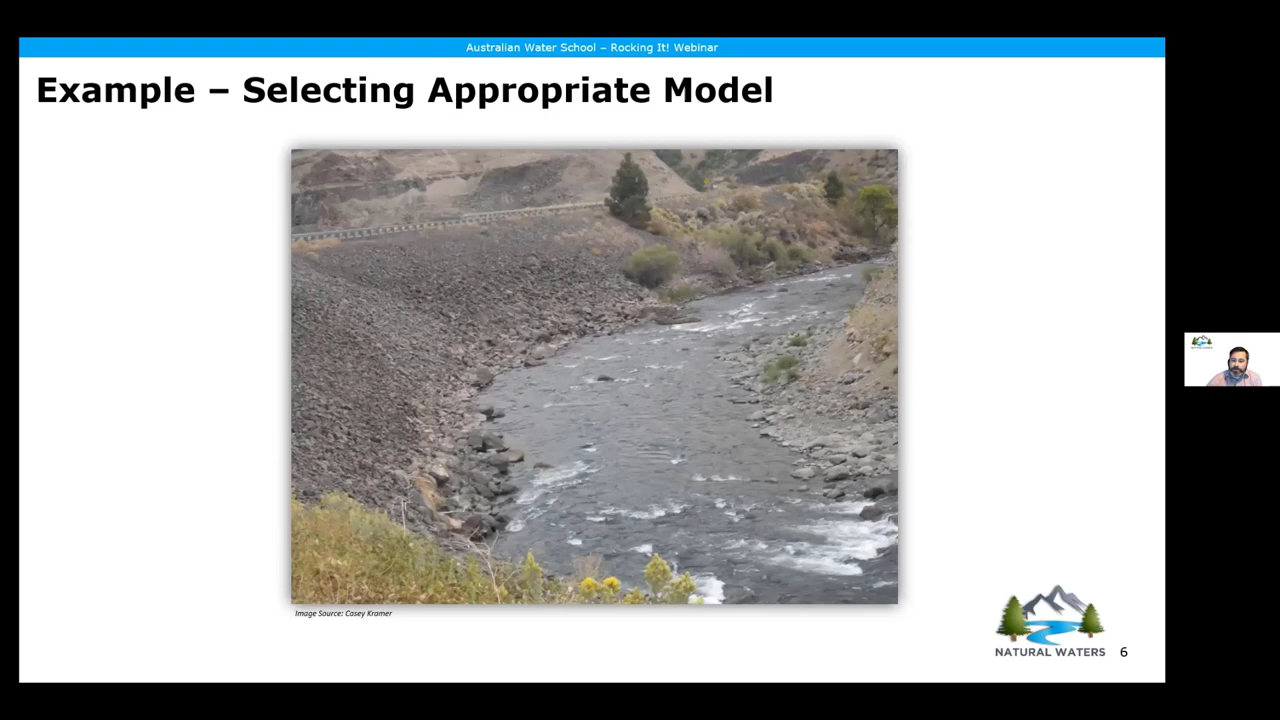 Australian Water School – Rocking It! Webinar
Example – Selecting Appropriate Model
Image Source: Casey Kramer
NATURAL WATERS
6